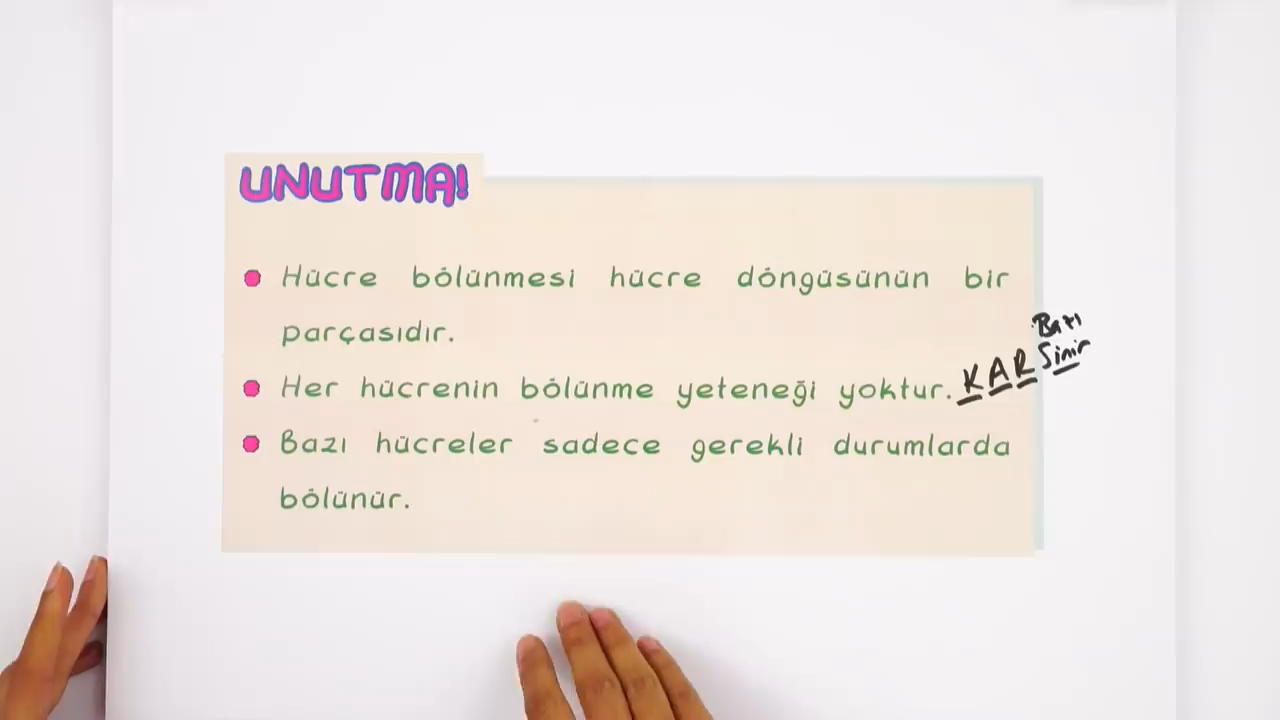 UNUTMA!
Hücre bölünmesi hücre döngüsünün bir
parçasıdır.
Her hücrenin bölünme yeteneği yoktur. KAR
Bazı
Sinir
Bazı hücreler sadece gerekli durumlarda
bölünür.